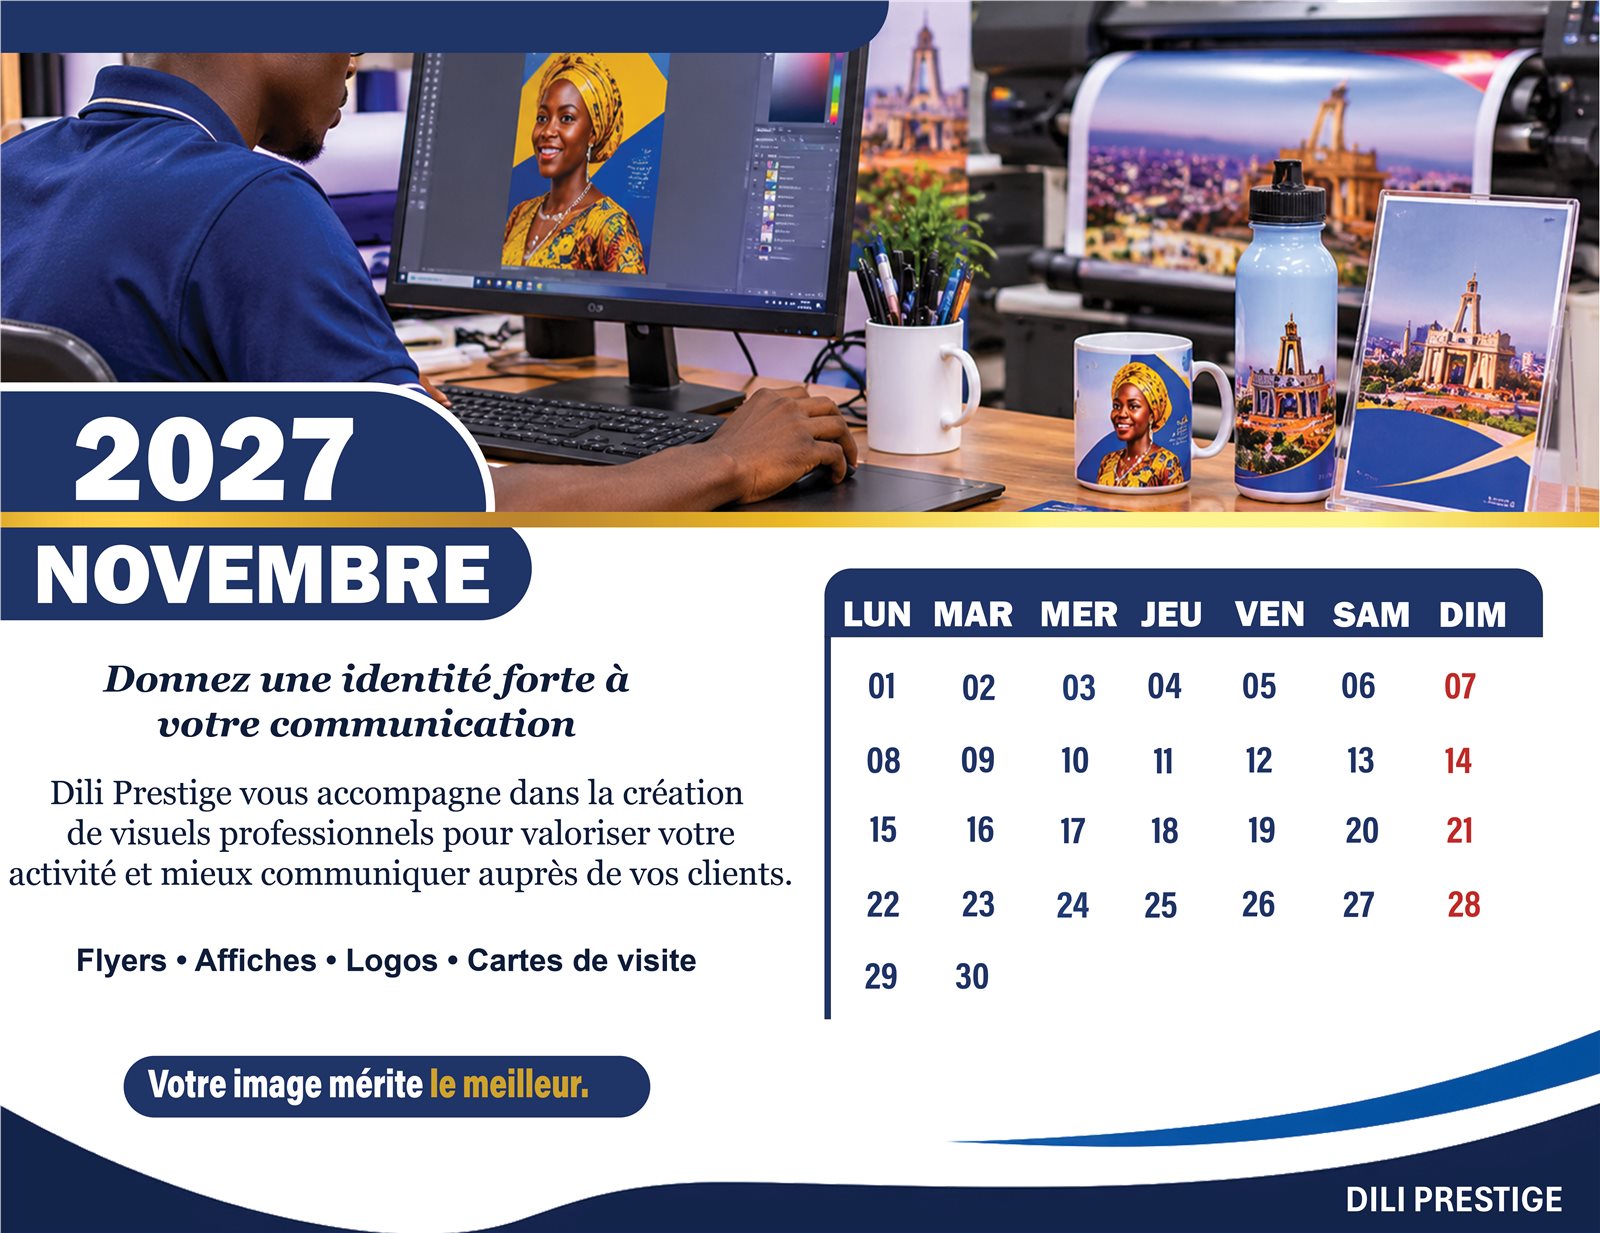 2027
NOVEMBRE
Donnez une identité forte à
votre communication
Dili Prestige vous accompagne dans la création
de visuels professionnels pour valoriser votre
activité et mieux communiquer auprès de vos clients.
Flyers • Affiches • Logos • Cartes de visite
Votre image mérite le meilleur.
LUN MAR MER JEU VEN SAM DIM
01 02 03 04 05 06 07
08 09 10 11 12 13 14
15 16 17 18 19 20 21
22 23 24 25 26 27 28
29 30
DILI PRESTIGE